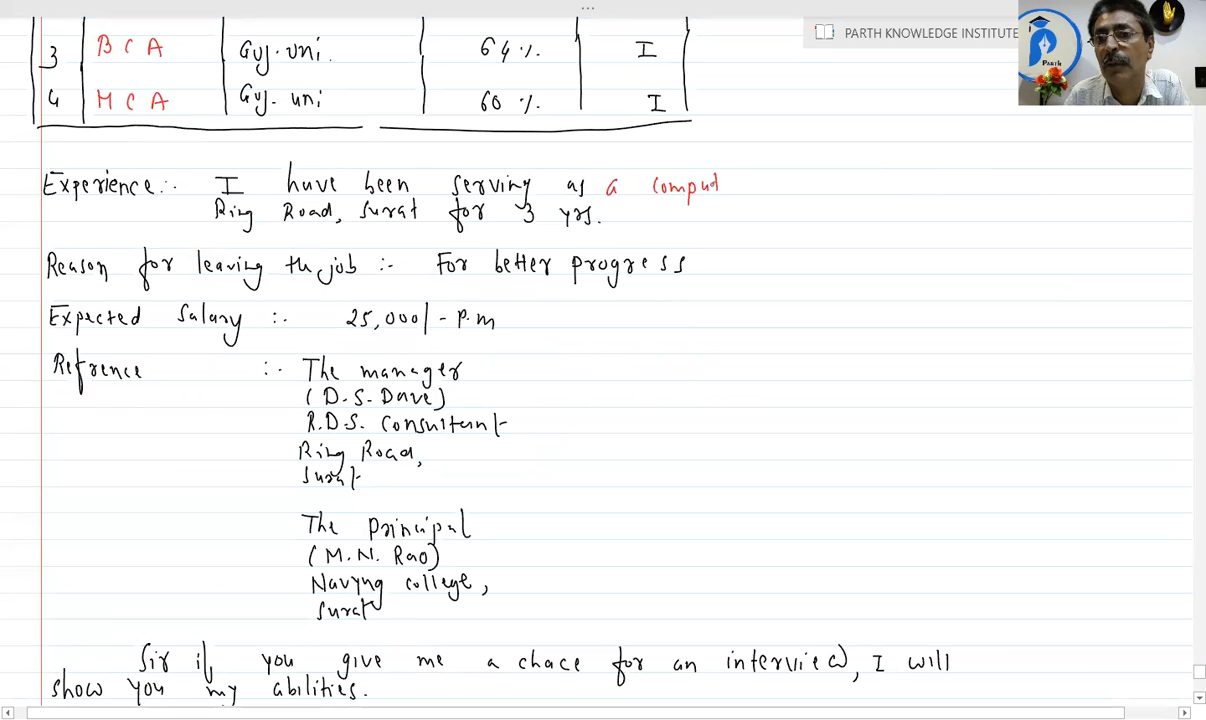 PARTH KNOWLEDGE INSTITUTE
Parth
3 BCA Guj. uni. 64 %. I
4 MCA Guj. uni 60 %. I
Experience :. I have been serving as a comput
Ring Road, Surat for 3 yrs.
Reason for leaving the job :- For better progress
Expected Salary :. 25,000/- P.m
Refrence :. The manager
(D.S. Dave)
R.D.S. Consultant
Ring Road,
Surat
The Principal
(M.N. Rao)
Navyug college,
Surat
Sir if you give me a chace for an interview, I will
show you my abilities.